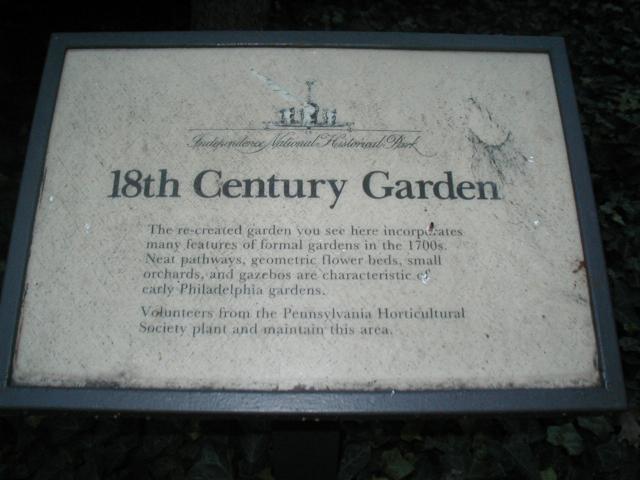 Independence National Historical Park
18th Century Garden
The re-created garden you see here incorporates
many features of formal gardens in the 1700s.
Neat pathways, geometric flower beds, small
orchards, and gazebos are characteristic of
early Philadelphia gardens.
Volunteers from the Pennsylvania Horticultural
Society plant and maintain this area.